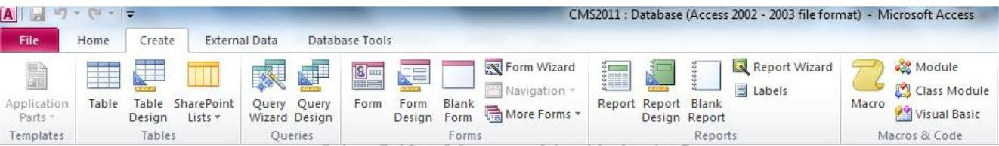 A CMS2011 : Database (Access 2002 - 2003 file format) - Microsoft Access
File Home Create External Data Database Tools
Application Parts
Table
Table Design
SharePoint Lists
Templates
Tables
Query Wizard
Query Design
Queries
Form
Form Design
Blank Form
Form Wizard
Navigation
More Forms
Forms
Report
Report Design
Blank Report
Report Wizard
Labels
Reports
Macro
Module
Class Module
Visual Basic
Macros & Code